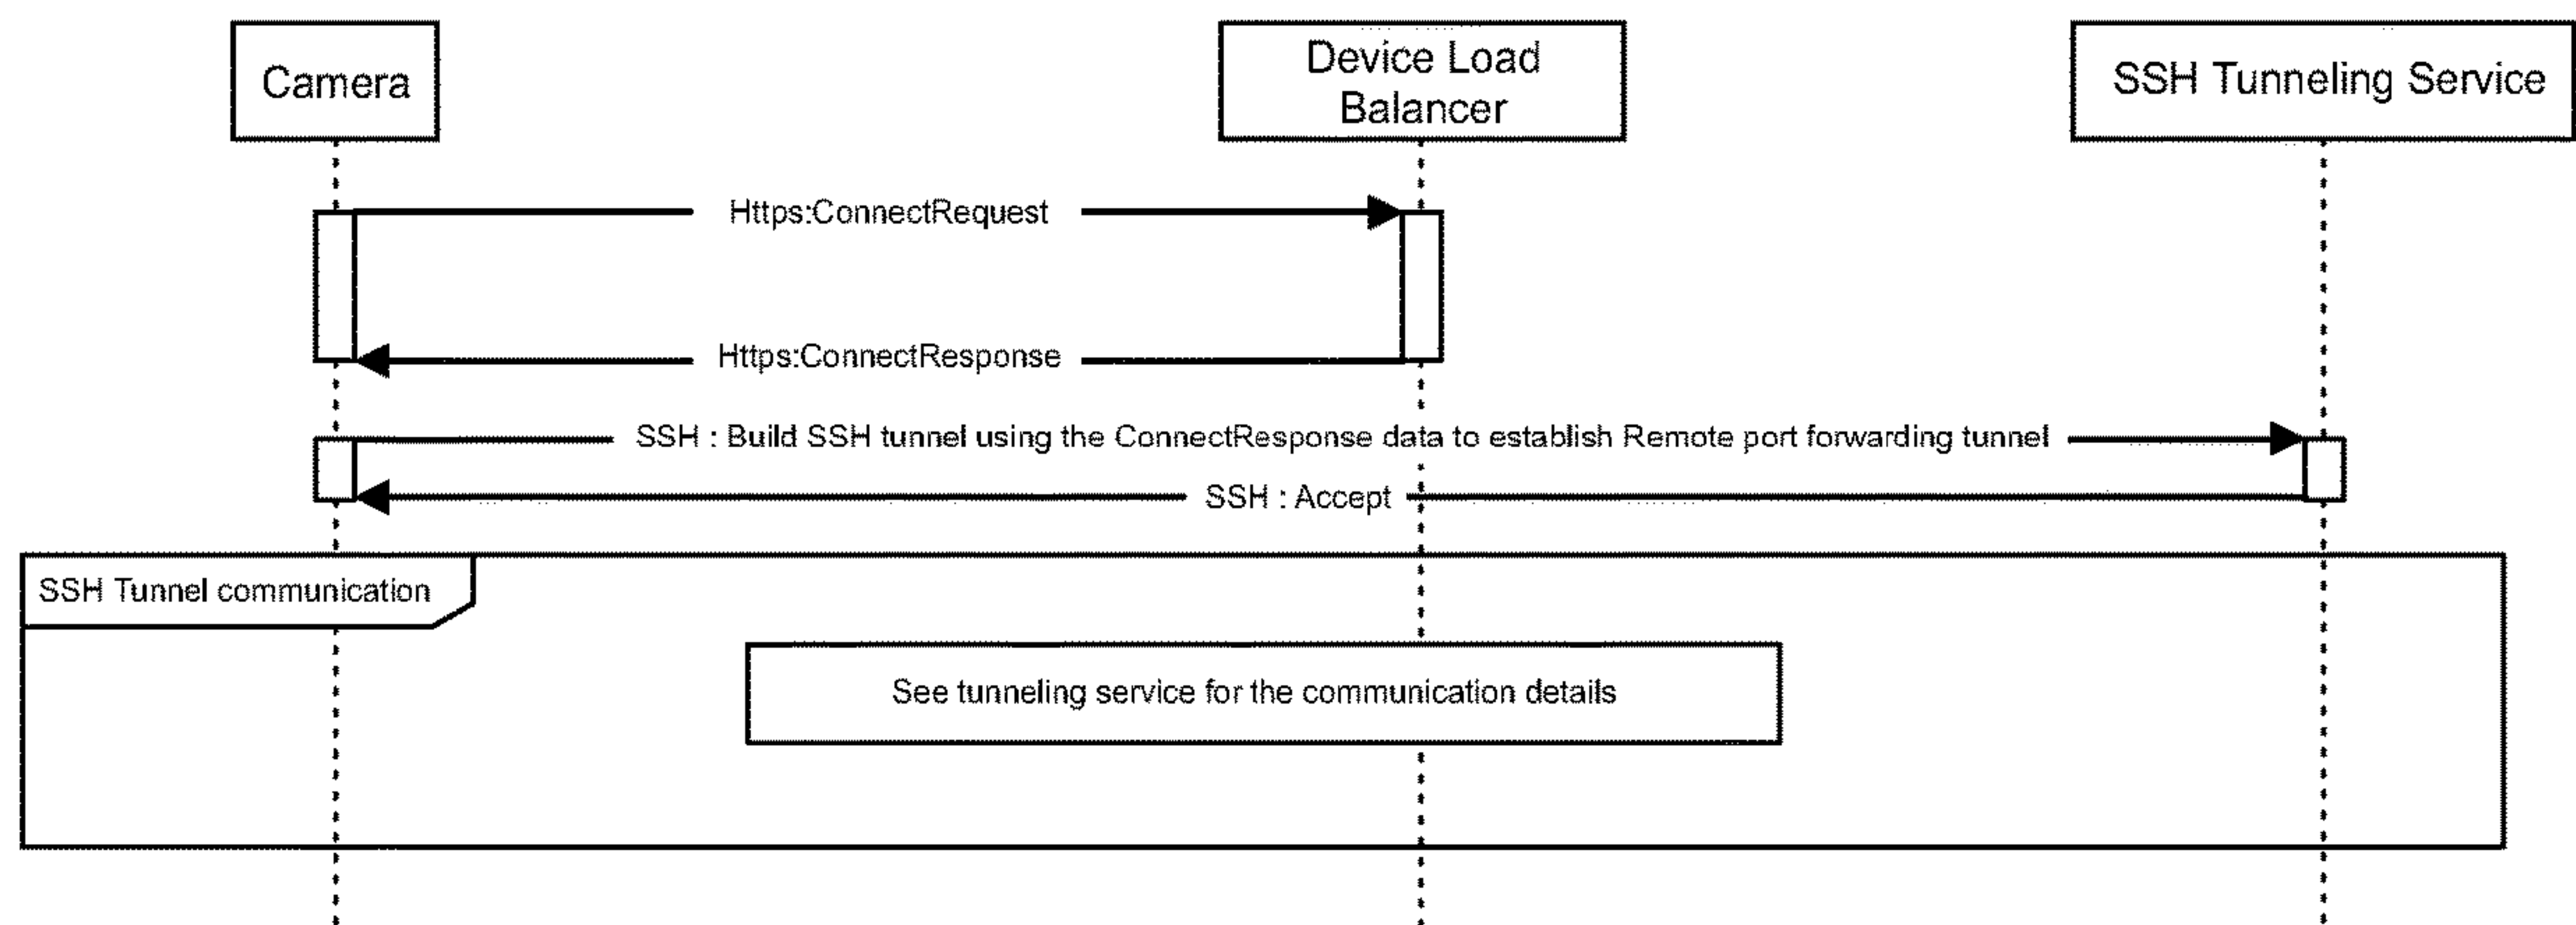 Camera
Device Load
Balancer
SSH Tunneling Service
Https:ConnectRequest
Https:ConnectResponse
SSH : Build SSH tunnel using the ConnectResponse data to establish Remote port forwarding tunnel
SSH : Accept
SSH Tunnel communication
See tunneling service for the communication details